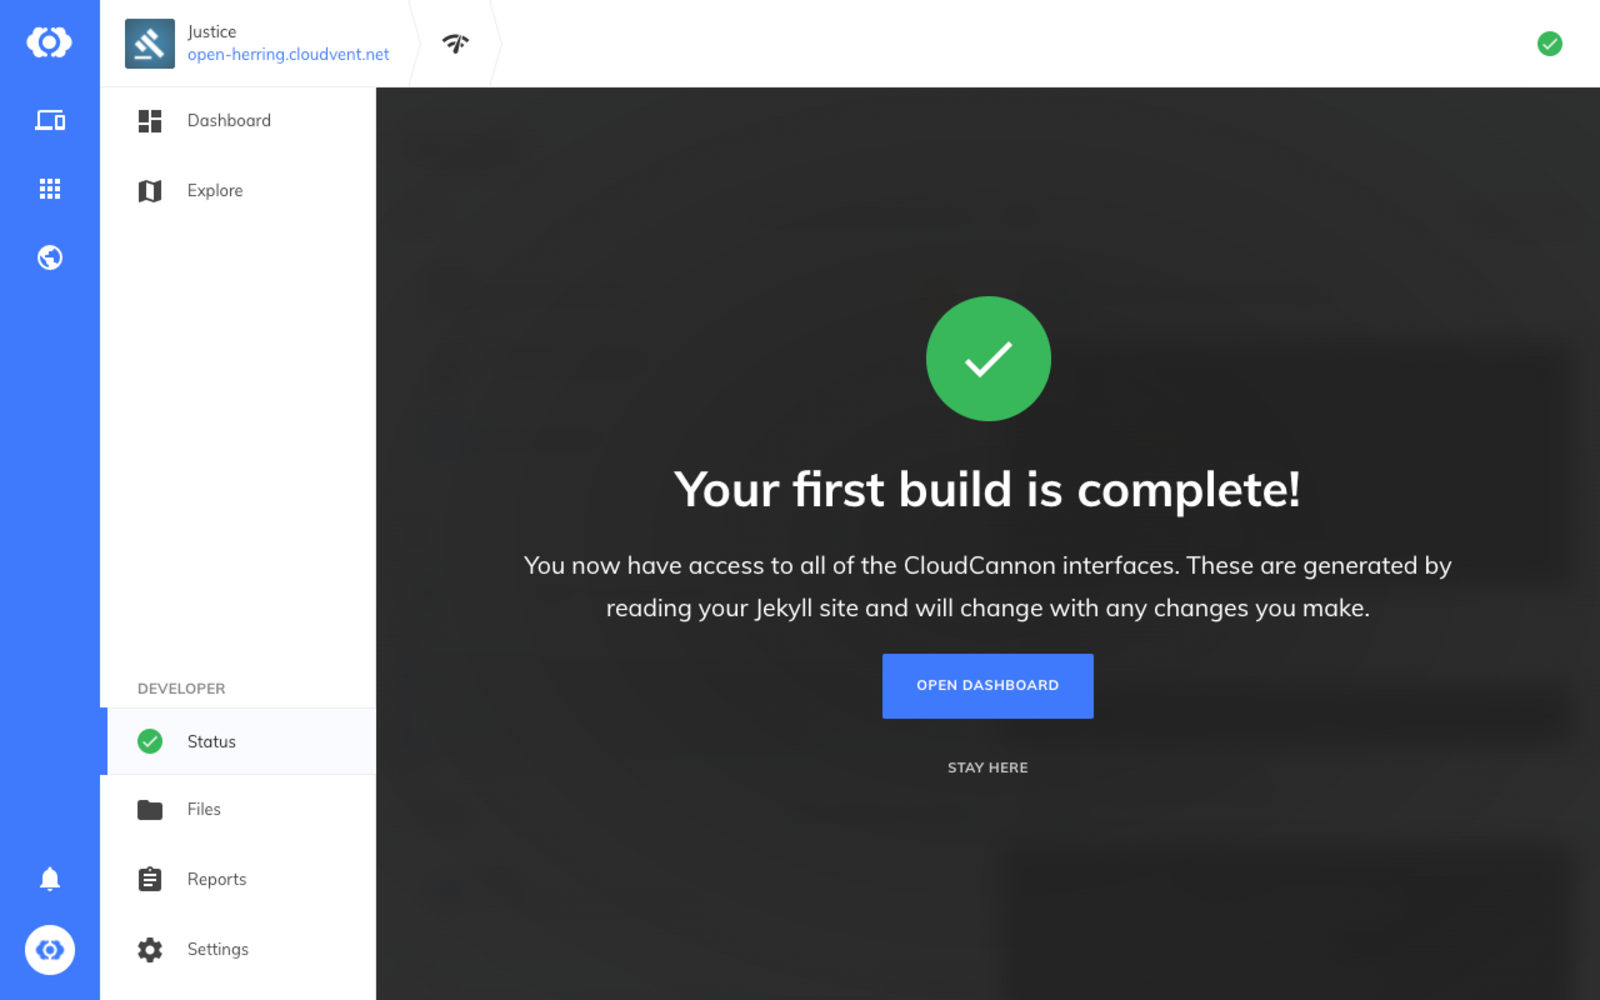 Justice
open-herring.cloudvent.net
Dashboard
Explore
DEVELOPER
Status
Files
Reports
Settings
Your first build is complete!
You now have access to all of the CloudCannon interfaces. These are generated by
reading your Jekyll site and will change with any changes you make.
OPEN DASHBOARD
STAY HERE